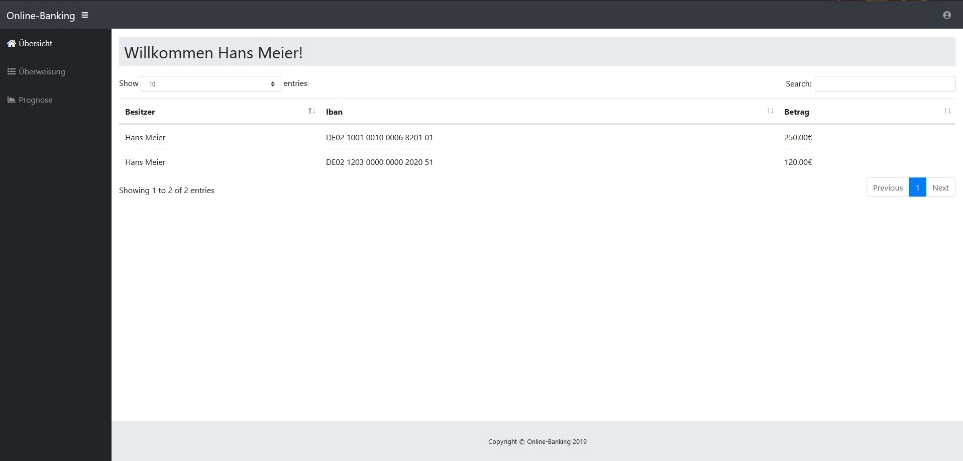 Online-Banking
Übersicht
Überweisung
Prognose
Willkommen Hans Meier!
Show 10 entries
Search:
Besitzer Iban Betrag
Hans Meier DE02 1001 0010 0006 8201 01 250.00€
Hans Meier DE02 1203 0000 0000 2020 51 120.00€
Showing 1 to 2 of 2 entries
Previous 1 Next
Copyright © Online-Banking 2019